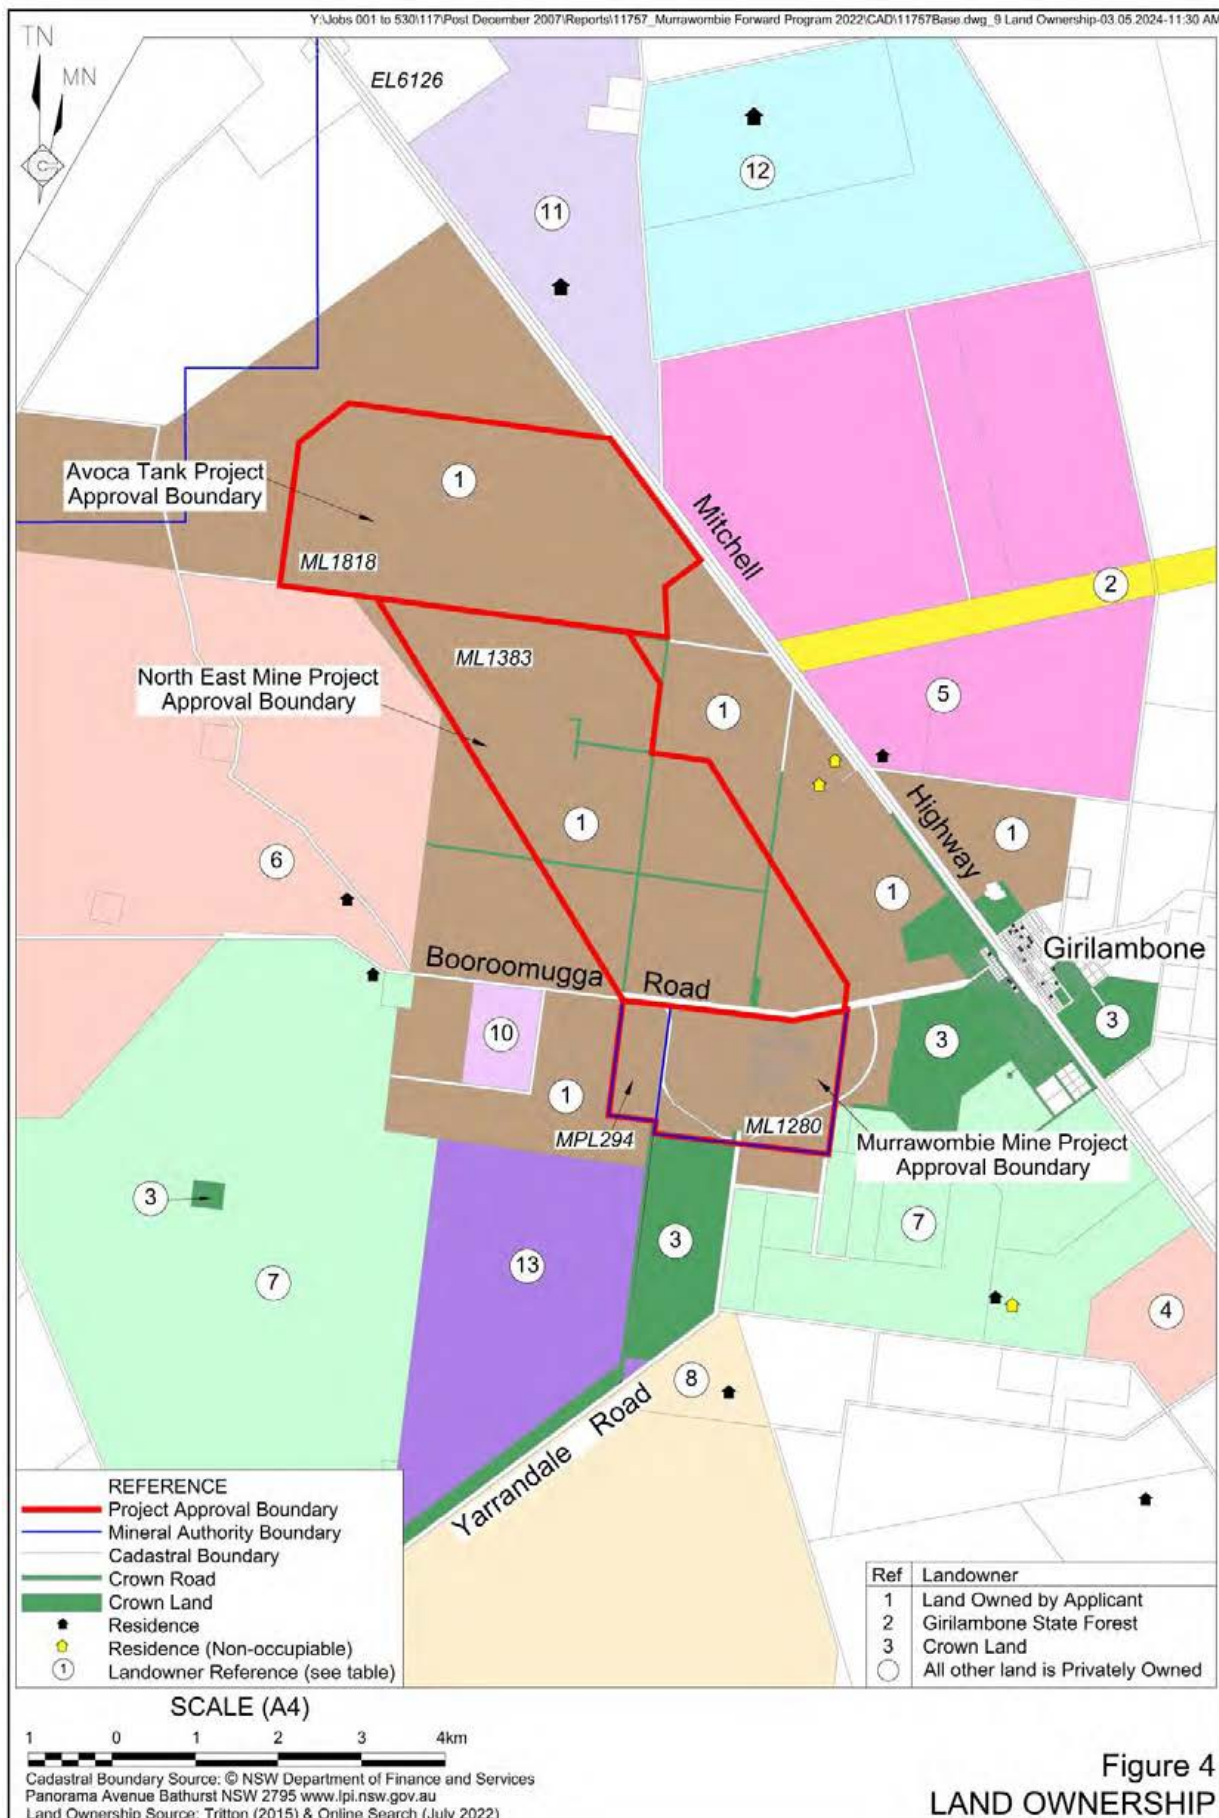 Y:\Jobs 001 to 530\117\Post December 2007\Reports\11757_Murrawombie Forward Program 2022\CAD\11757Base.dwg_9 Land Ownership-03.05.2024-11:30 AM
TN
MN
EL6126
12
11
Avoca Tank Project
Approval Boundary
1
Mitchell
ML1818
2
ML1383
North East Mine Project
Approval Boundary
5
1
Highway
1
1
6
1
Girilambone
Booroomugga Road
10
3
3
1
MPL294
ML1280
Murrawombie Mine Project
Approval Boundary
3
7
3
13
7
4
8
Yarrandale Road
REFERENCE
Project Approval Boundary
Mineral Authority Boundary
Cadastral Boundary
Crown Road
Crown Land
Residence
Residence (Non-occupiable)
1 Landowner Reference (see table)
Ref Landowner
1 Land Owned by Applicant
2 Girilambone State Forest
3 Crown Land
All other land is Privately Owned
SCALE (A4)
1 0 1 2 3 4km
Cadastral Boundary Source: © NSW Department of Finance and Services
Panorama Avenue Bathurst NSW 2795 www.lpi.nsw.gov.au
Land Ownership Source: Tritton (2015) & Online Search (July 2022)
Figure 4
LAND OWNERSHIP